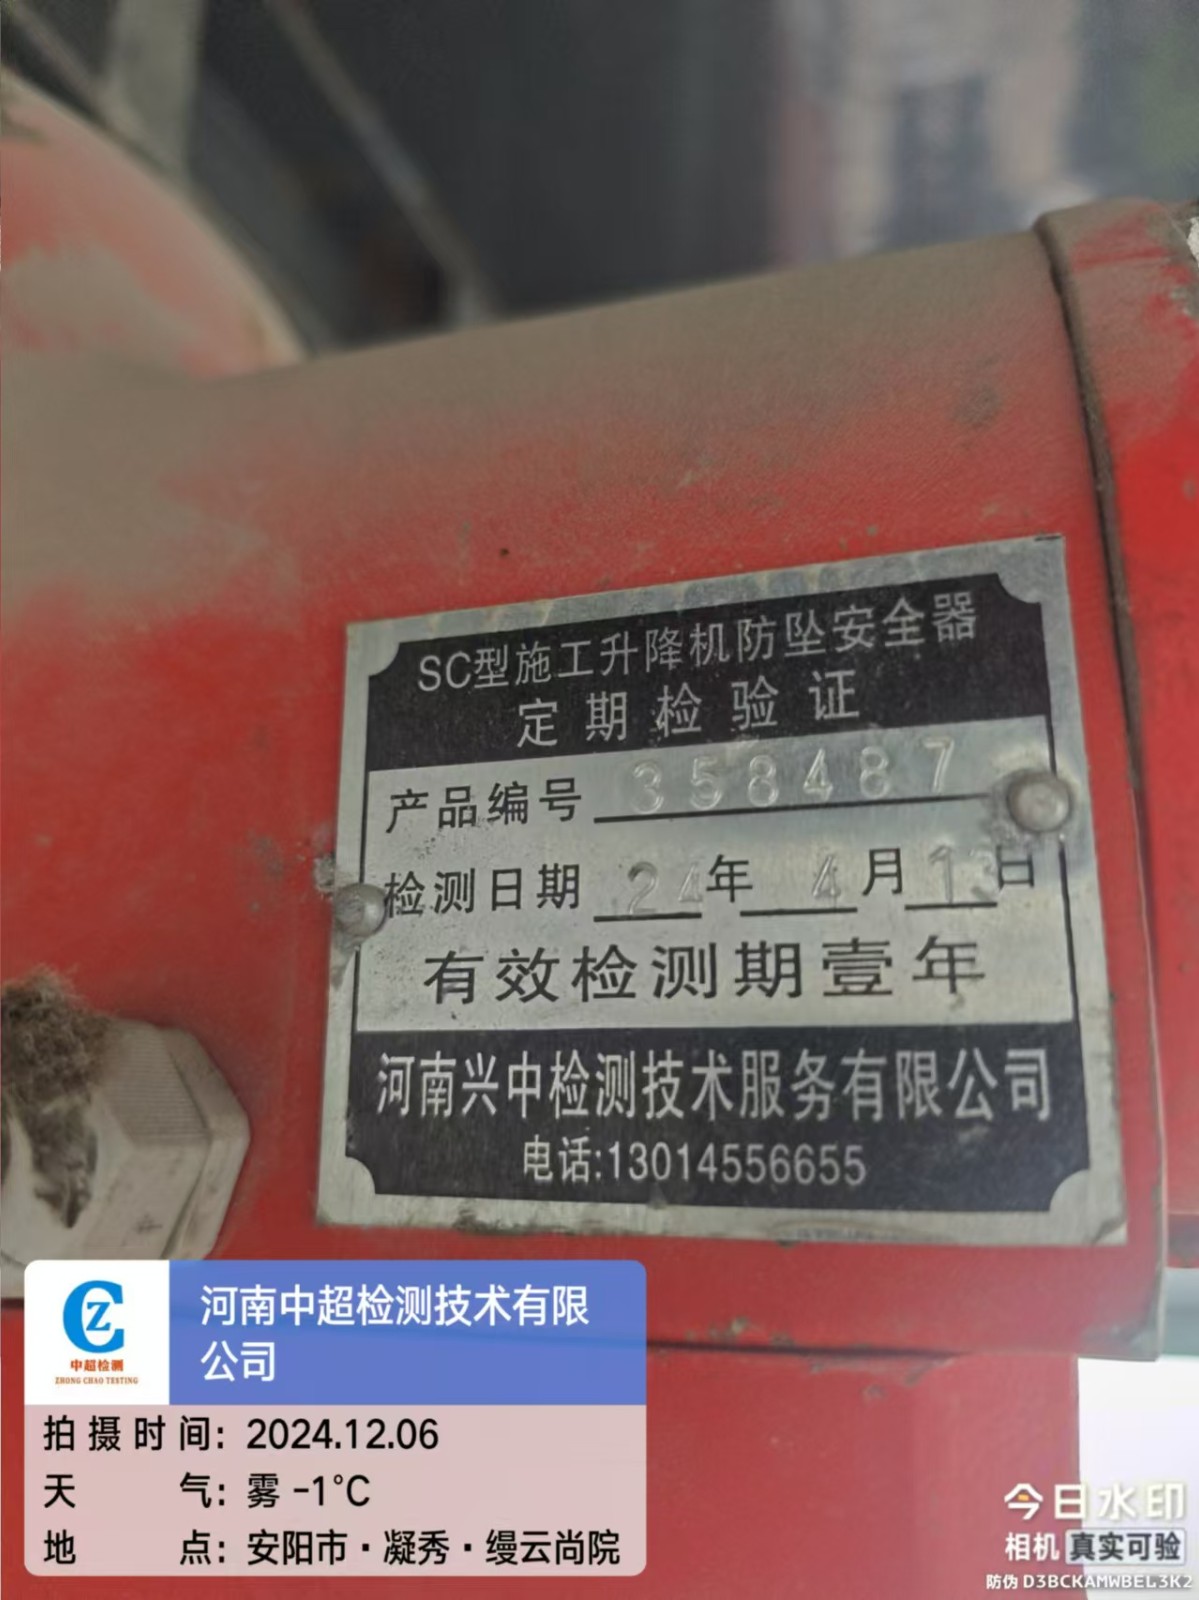 SC型施工升降机防坠安全器
定期检验证
产品编号 358487
检测日期 24年 4月 13日
有效检测期壹年
河南兴中检测技术服务有限公司
电话:13014556655
CZ
中超检测
ZHONG CHAO TESTING
河南中超检测技术有限
公司
拍摄时间: 2024.12.06
天气: 雾 -1°C
地点: 安阳市·凝秀·缦云尚院
今日水印
相机 真实可验
防伪 D3BCKAMWBEL3K2